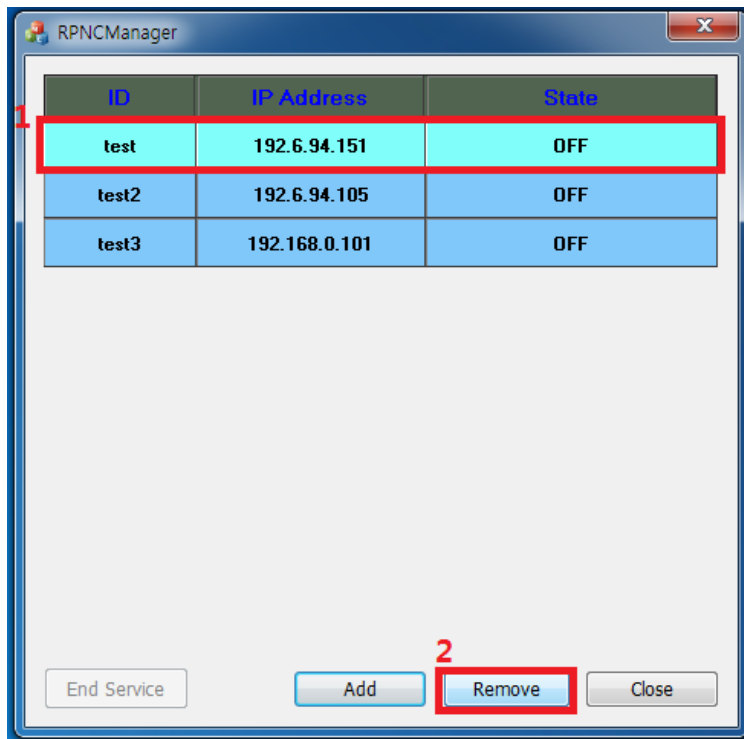 RPNCManager
ID IP Address State
1
test 192.6.94.151 OFF
test2 192.6.94.105 OFF
test3 192.168.0.101 OFF
2
End Service Add Remove Close